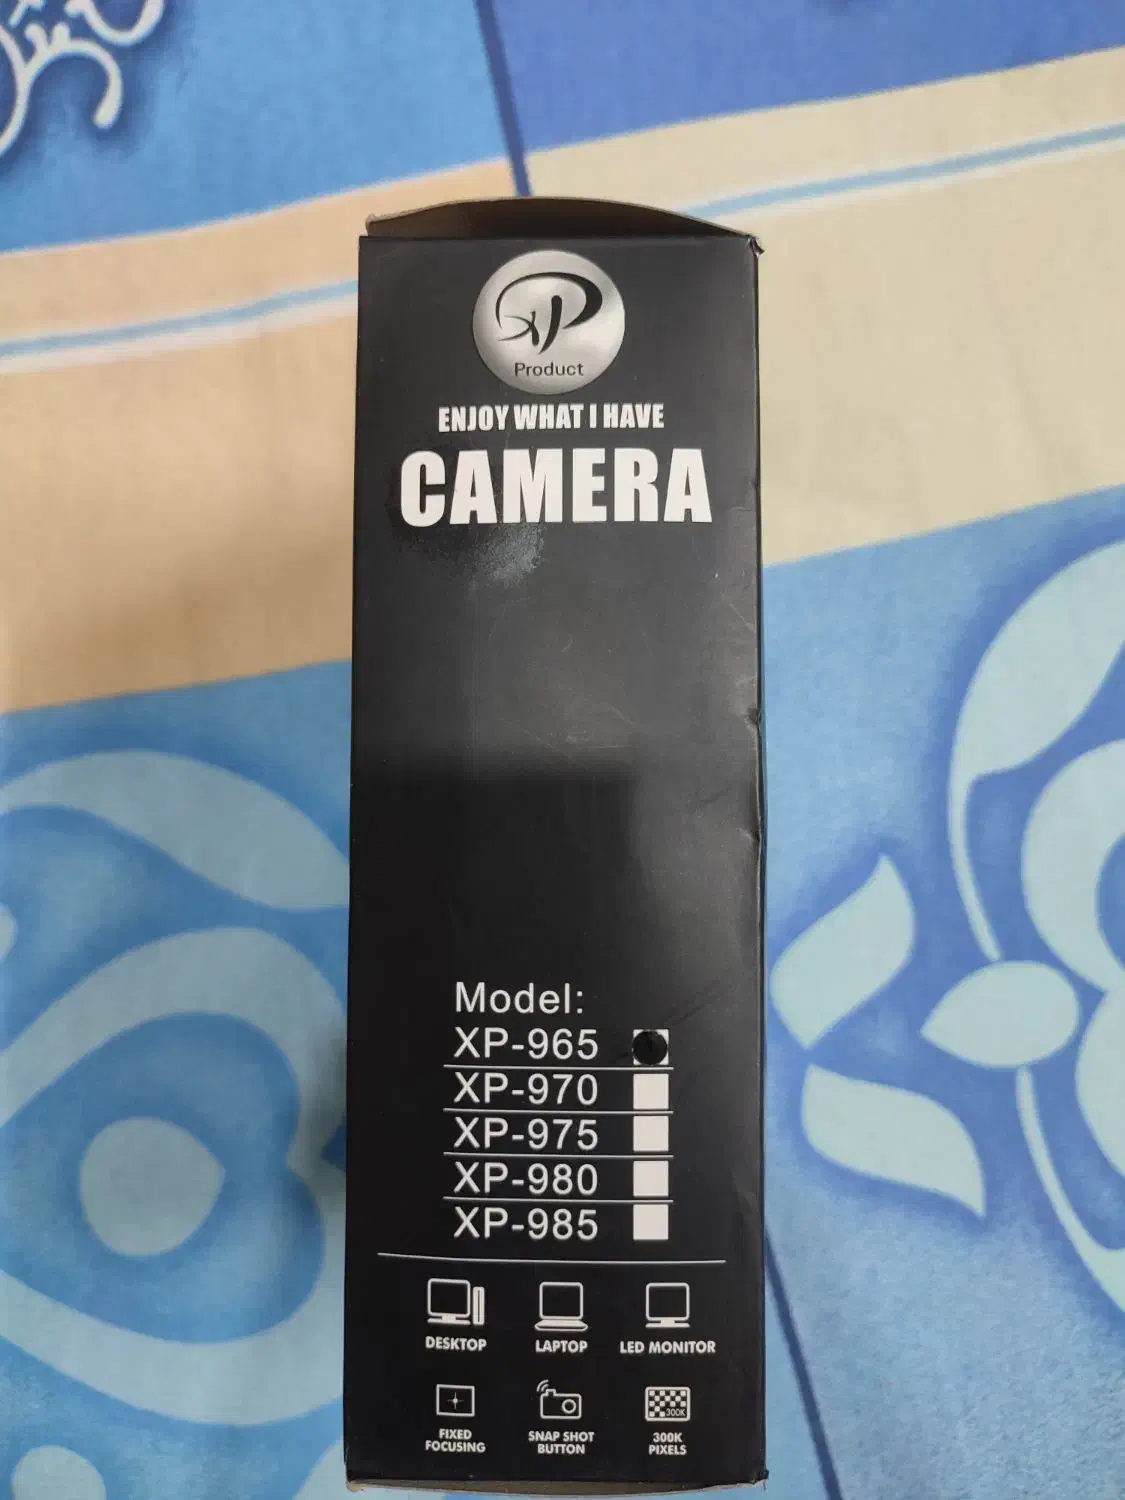 XP
Product
ENJOY WHAT I HAVE
CAMERA
Model:
XP-965
XP-970
XP-975
XP-980
XP-985
DESKTOP LAPTOP LED MONITOR
300K
FIXED FOCUSING SNAP SHOT BUTTON 300K PIXELS